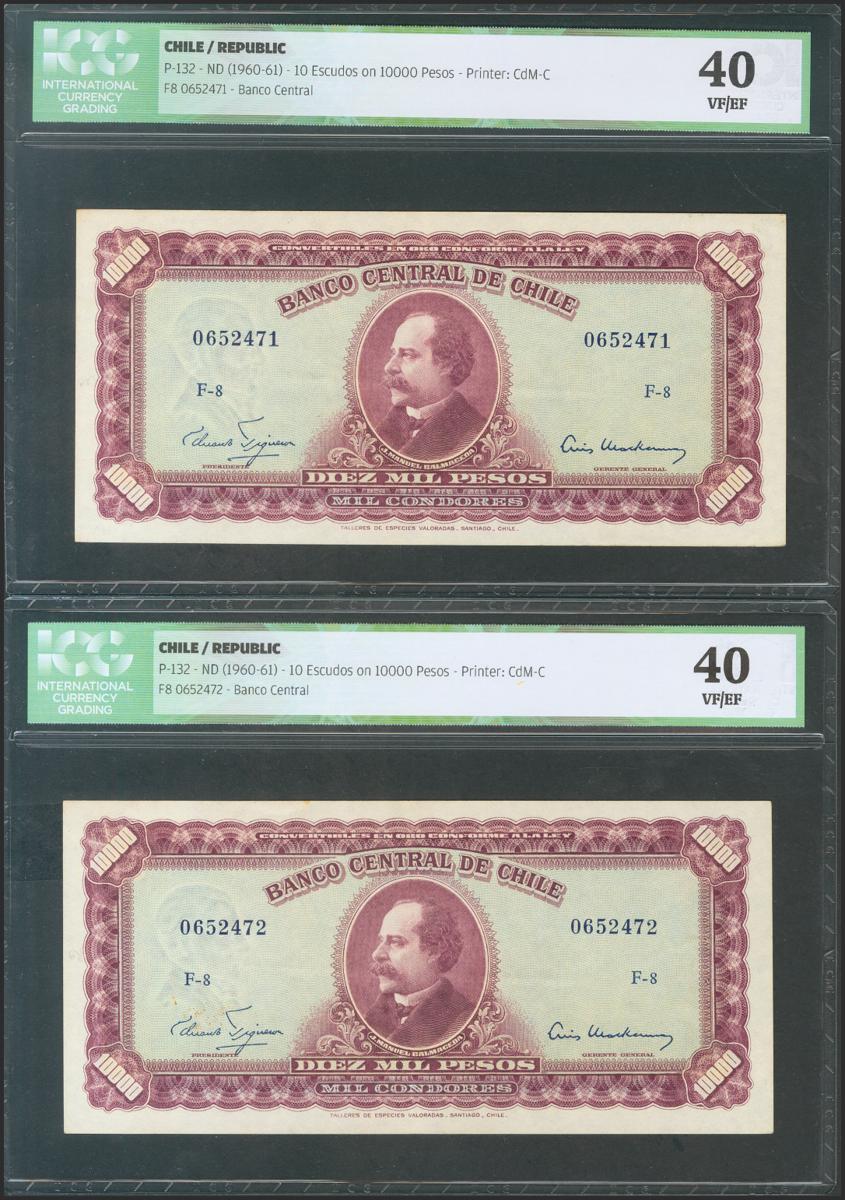 ICG
INTERNATIONAL
CURRENCY
GRADING
CHILE / REPUBLIC
P-132 - ND (1960-61) - 10 Escudos on 10000 Pesos - Printer: CdM-C
F8 0652471 - Banco Central
40
VF/EF
CONVERTIBLES EN ORO CONFORME A LA LEY
10000
10000
BANCO CENTRAL DE CHILE
0652471
0652471
F-8
F-8
PRESIDENTE
J. MANUEL BALMACEDA
GERENTE GENERAL
10000
10000
DIEZ MIL PESOS
MIL CONDORES
TALLERES DE ESPECIES VALORADAS - SANTIAGO, CHILE.
ICG
INTERNATIONAL
CURRENCY
GRADING
CHILE / REPUBLIC
P-132 - ND (1960-61) - 10 Escudos on 10000 Pesos - Printer: CdM-C
F8 0652472 - Banco Central
40
VF/EF
CONVERTIBLES EN ORO CONFORME A LA LEY
10000
10000
BANCO CENTRAL DE CHILE
0652472
0652472
F-8
F-8
PRESIDENTE
J. MANUEL BALMACEDA
GERENTE GENERAL
10000
10000
DIEZ MIL PESOS
MIL CONDORES
TALLERES DE ESPECIES VALORADAS - SANTIAGO, CHILE.